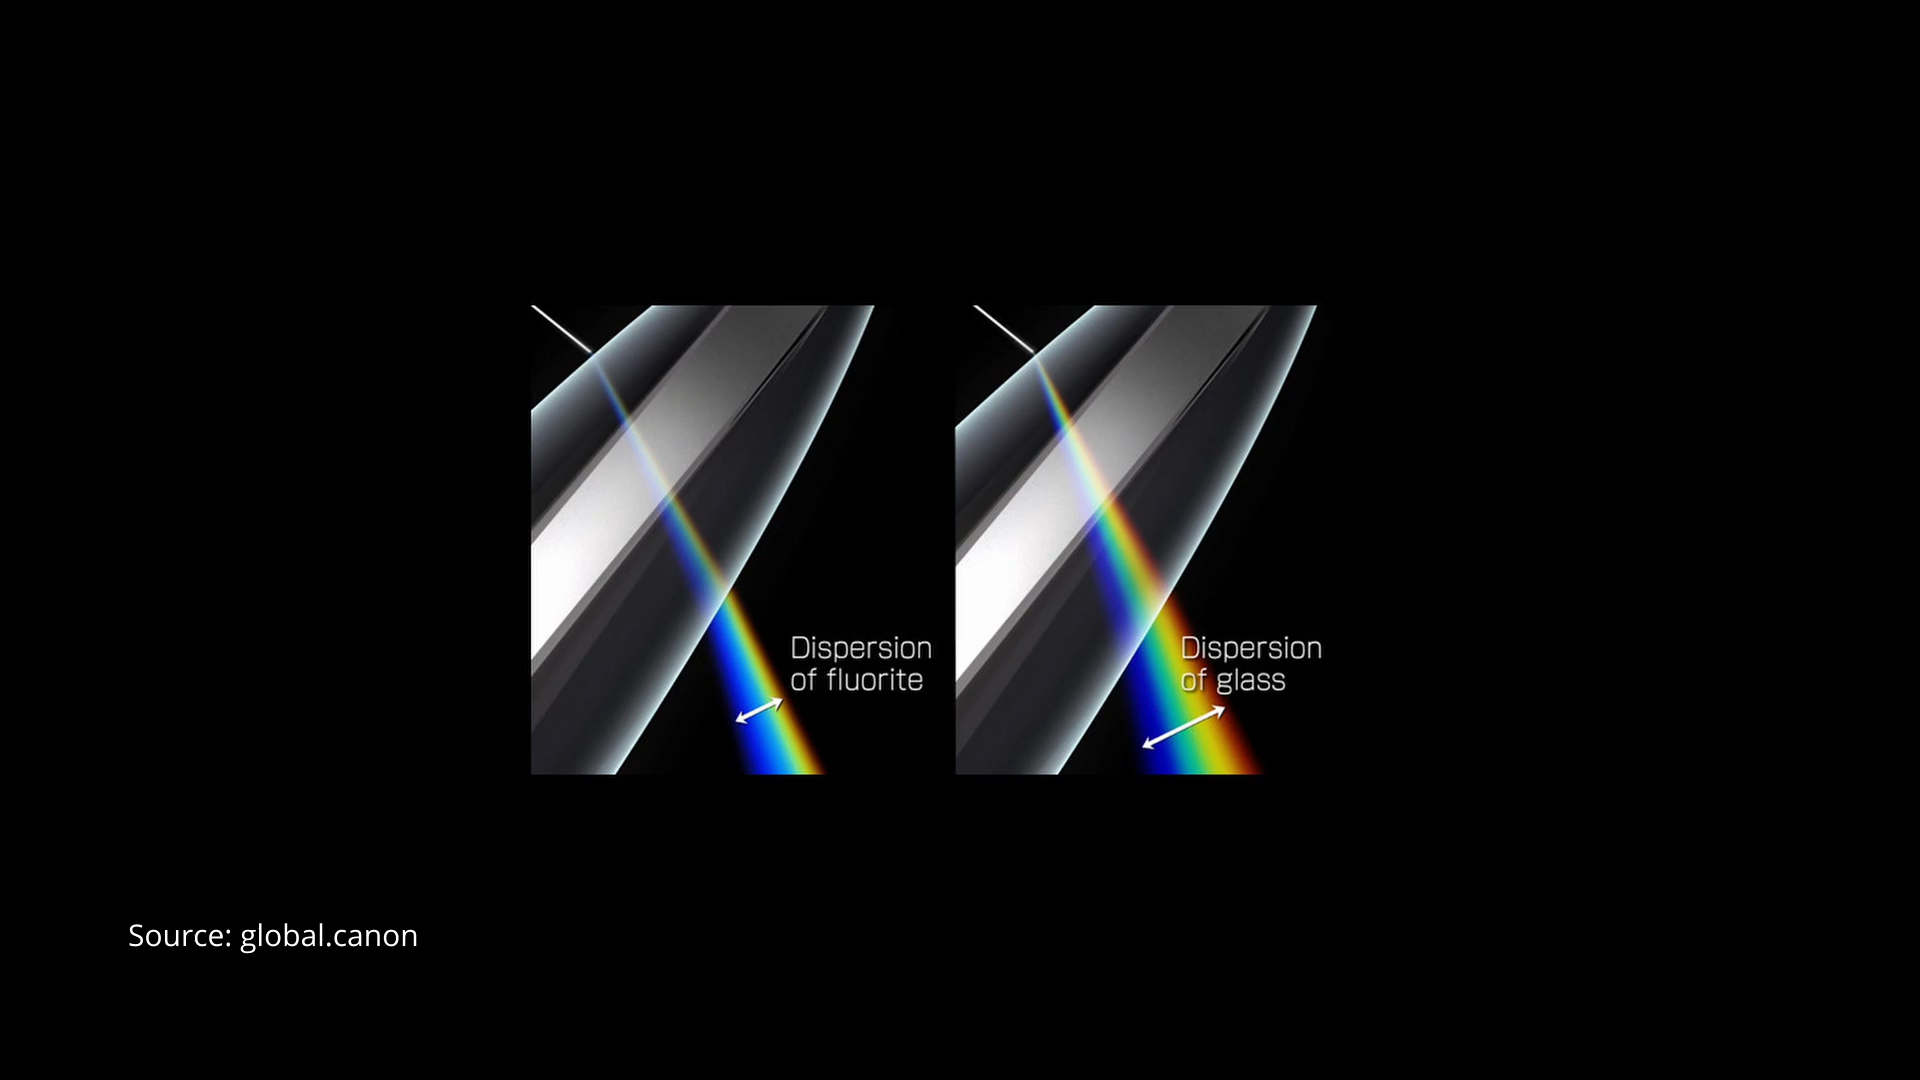 Dispersion
of fluorite
Dispersion
of glass
Source: global.canon